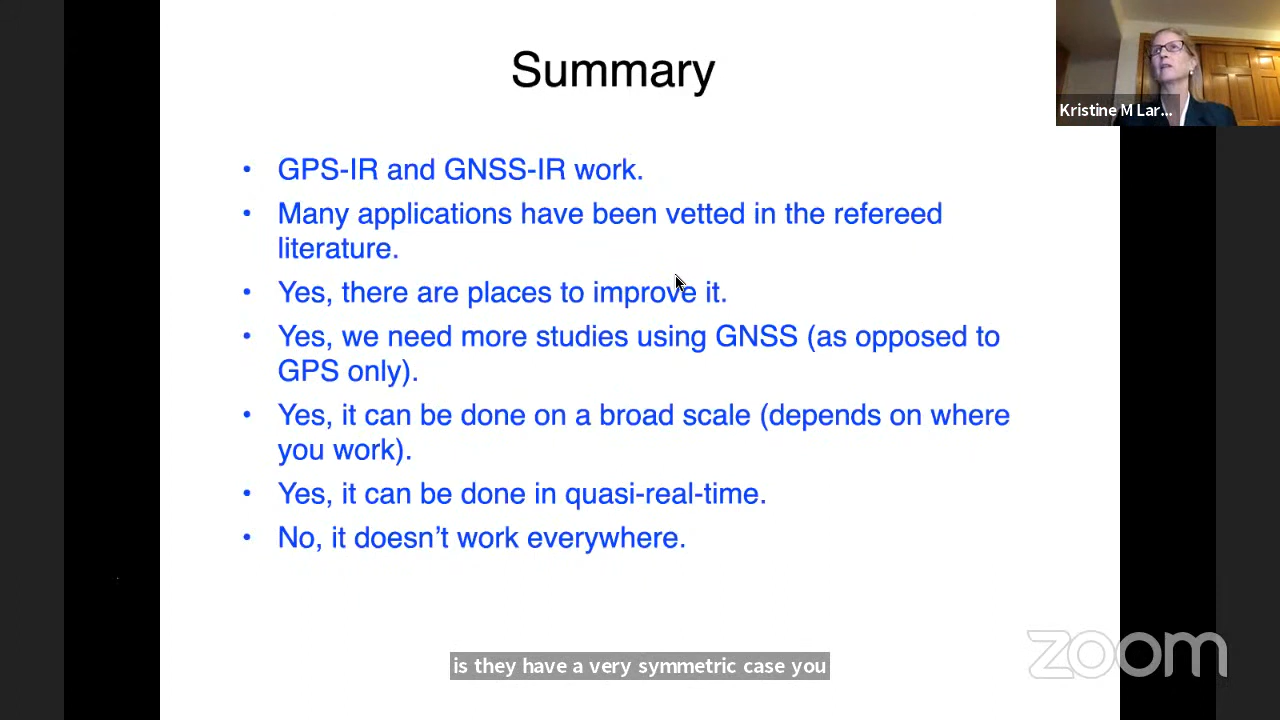 Summary
Kristine M Lar...
• GPS-IR and GNSS-IR work.
• Many applications have been vetted in the refereed
literature.
• Yes, there are places to improve it.
• Yes, we need more studies using GNSS (as opposed to
GPS only).
• Yes, it can be done on a broad scale (depends on where
you work).
• Yes, it can be done in quasi-real-time.
• No, it doesn’t work everywhere.
is they have a very symmetric case you
zoom